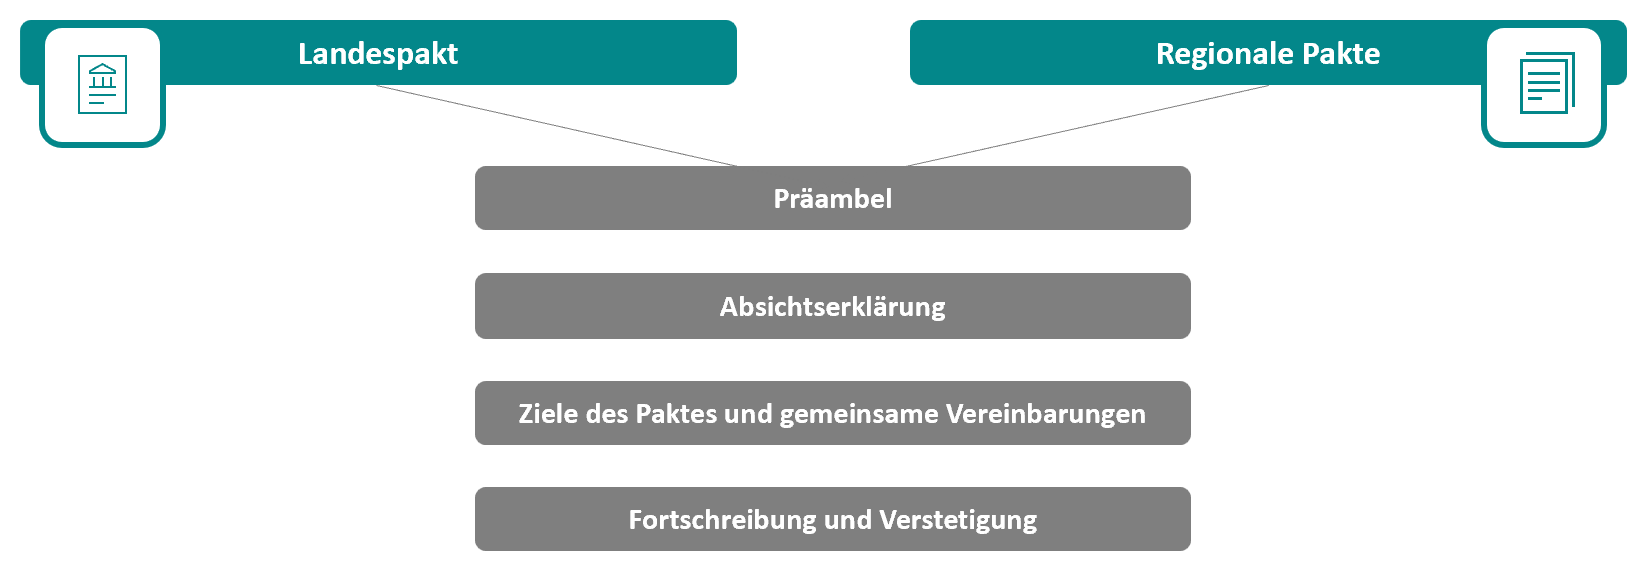 Landespakt
Regionale Pakte
Präambel
Absichtserklärung
Ziele des Paktes und gemeinsame Vereinbarungen
Fortschreibung und Verstetigung